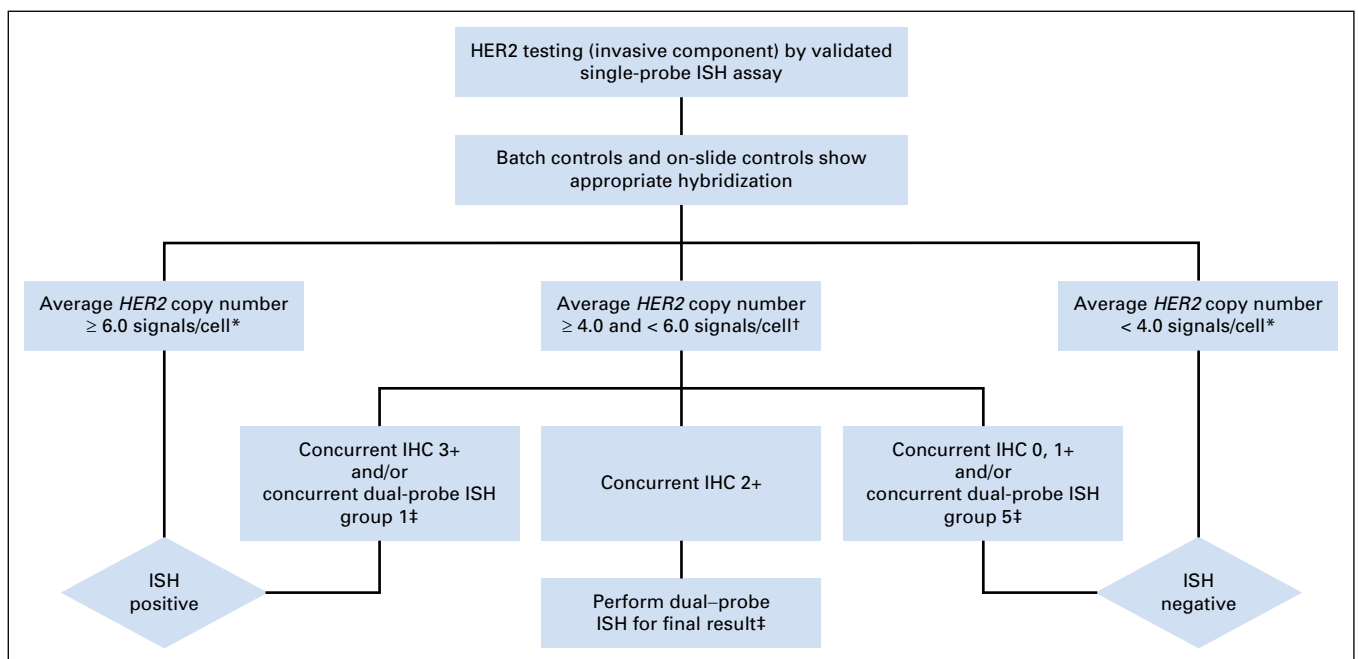 HER2 testing (invasive component) by validated
single-probe ISH assay
Batch controls and on-slide controls show
appropriate hybridization
Average HER2 copy number
≥ 6.0 signals/cell*
Average HER2 copy number
≥ 4.0 and < 6.0 signals/cell†
Average HER2 copy number
< 4.0 signals/cell*
Concurrent IHC 3+
and/or
concurrent dual-probe ISH
group 1‡
Concurrent IHC 2+
Concurrent IHC 0, 1+
and/or
concurrent dual-probe ISH
group 5‡
ISH
positive
Perform dual–probe
ISH for final result‡
ISH
negative